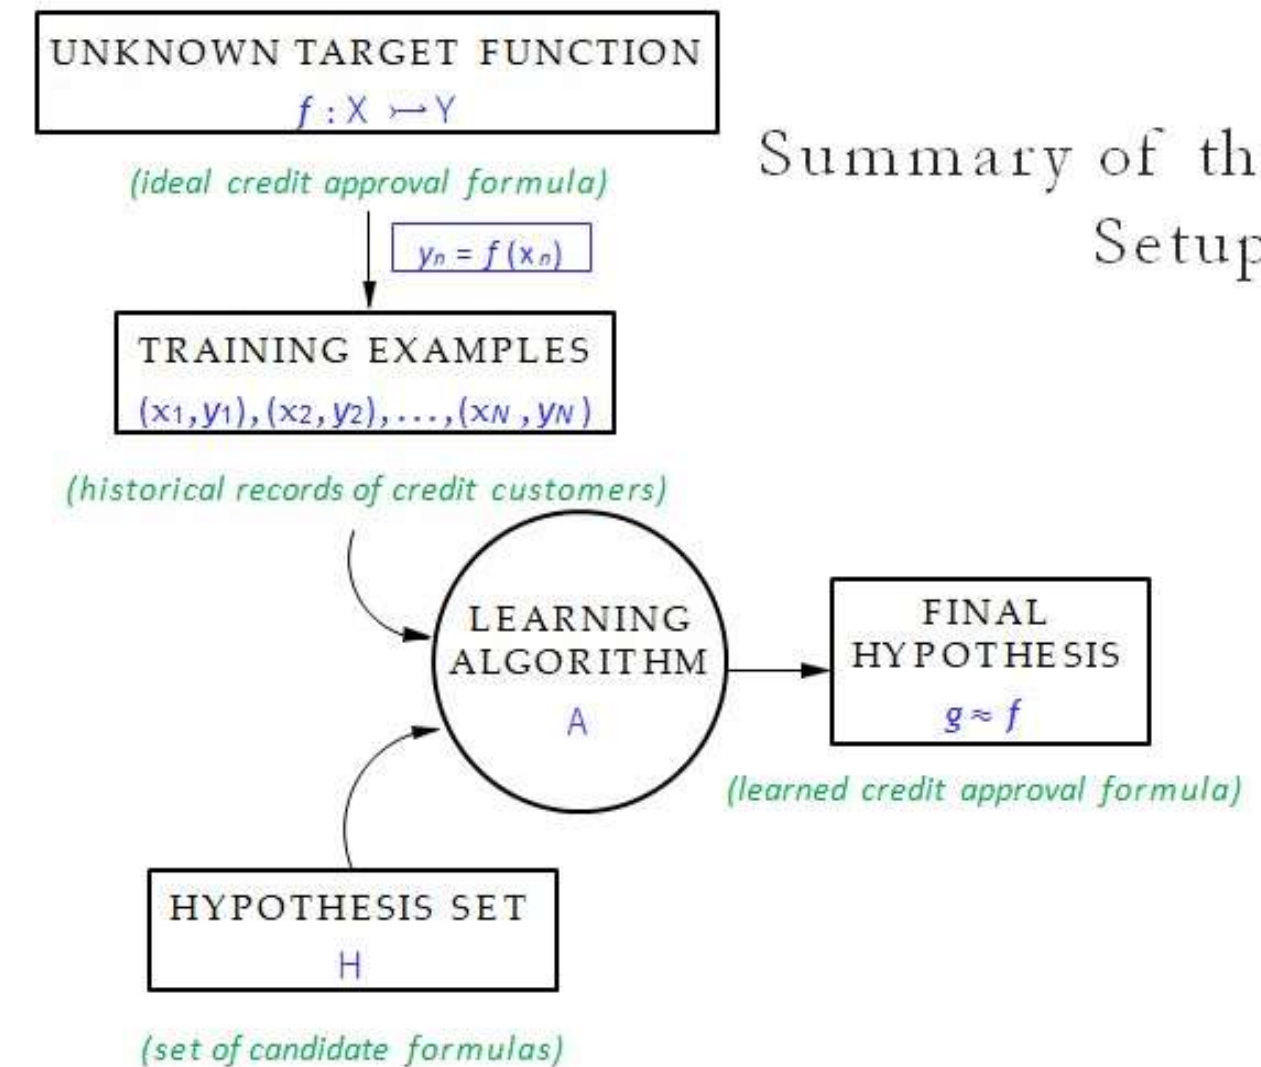 UNKNOWN TARGET FUNCTION
f : X ↣ Y
(ideal credit approval formula)
yn = f (xn)
Summary of th
Setup
TRAINING EXAMPLES
(x1,y1),(x2,y2),...,(xN ,yN )
(historical records of credit customers)
LEARNING
ALGORITHM
A
FINAL
HYPOTHESIS
g ≈ f
(learned credit approval formula)
HYPOTHESIS SET
H
(set of candidate formulas)